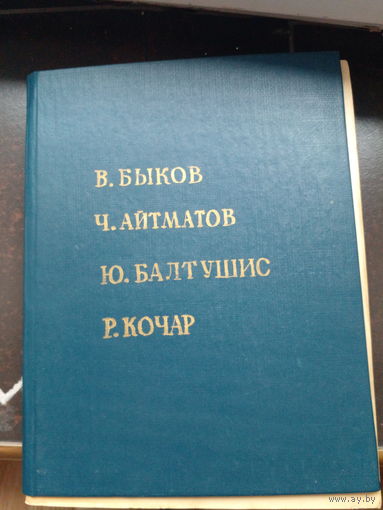 В. БЫКОВ
Ч. АЙТМАТОВ
Ю. БАЛТУШИС
Р. КОЧАР
www.ay.by